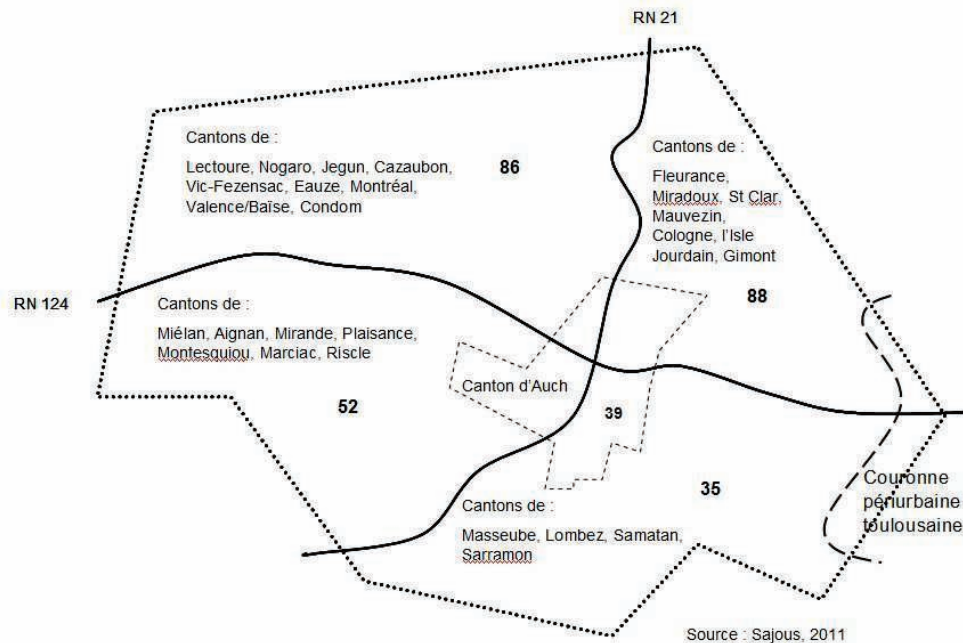 RN 21
Cantons de :
Lectoure, Nogaro, Jegun, Cazaubon,
Vic-Fezensac, Eauze, Montréal,
Valence/Baïse, Condom
86
Cantons de :
Fleurance,
Miradoux, St Clar,
Mauvezin,
Cologne, l'Isle
Jourdain, Gimont
88
RN 124
Cantons de :
Miélan, Aignan, Mirande, Plaisance,
Montesquiou, Marciac, Riscle
52
Canton d'Auch
39
35
Cantons de :
Masseube, Lombez, Samatan,
Sarramon
Couronne
périurbaine
toulousaine
Source : Sajous, 2011